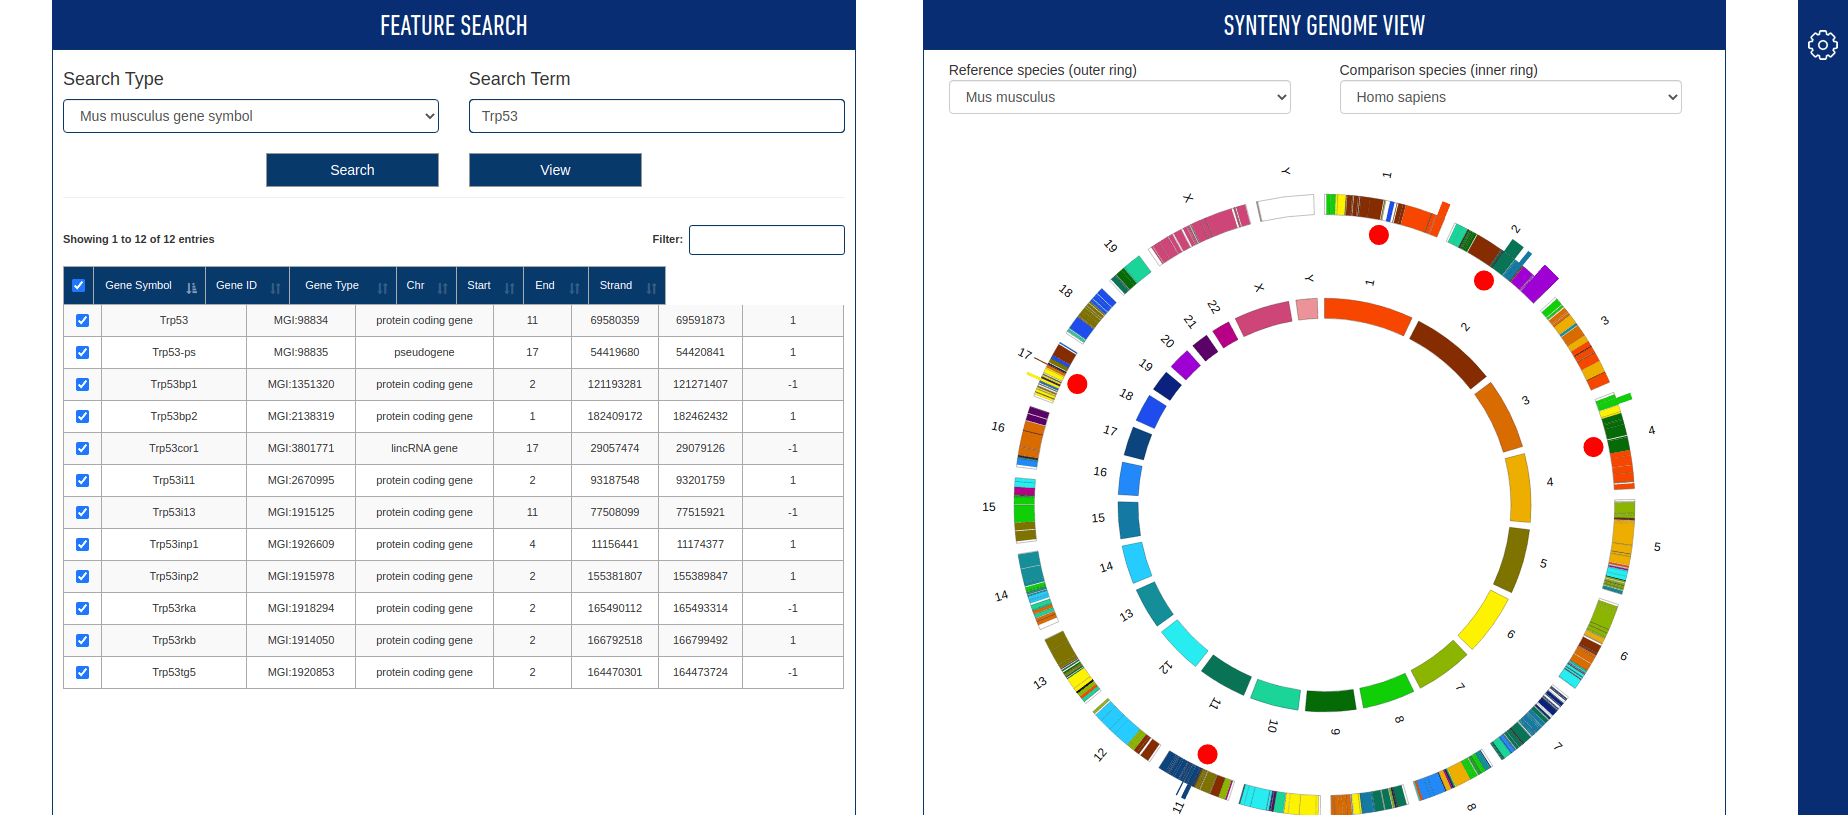 FEATURE SEARCH
Search Type
Search Term
Mus musculus gene symbol
Trp53
Search
View
Showing 1 to 12 of 12 entries
Filter:
Gene Symbol Gene ID Gene Type Chr Start End Strand
Trp53 MGI:98834 protein coding gene 11 69580359 69591873 1
Trp53-ps MGI:98835 pseudogene 17 54419680 54420841 1
Trp53bp1 MGI:1351320 protein coding gene 2 121193281 121271407 -1
Trp53bp2 MGI:2138319 protein coding gene 1 182409172 182462432 1
Trp53cor1 MGI:3801771 lincRNA gene 17 29057474 29079126 -1
Trp53i11 MGI:2670995 protein coding gene 2 93187548 93201759 1
Trp53i13 MGI:1915125 protein coding gene 11 77508099 77515921 -1
Trp53inp1 MGI:1926609 protein coding gene 4 11156441 11174377 1
Trp53inp2 MGI:1915978 protein coding gene 2 155381807 155389847 1
Trp53rka MGI:1918294 protein coding gene 2 165490112 165493314 -1
Trp53rkb MGI:1914050 protein coding gene 2 166792518 166799492 1
Trp53tg5 MGI:1920853 protein coding gene 2 164470301 164473724 -1
SYNTENY GENOME VIEW
Reference species (outer ring)
Comparison species (inner ring)
Mus musculus
Homo sapiens
1
2
3
4
5
6
7
8
11
12
13
14
15
16
17
18
19
X
Y
1
2
3
4
5
6
7
8
9
10
11
12
13
14
15
16
17
18
19
20
21
22
X
Y